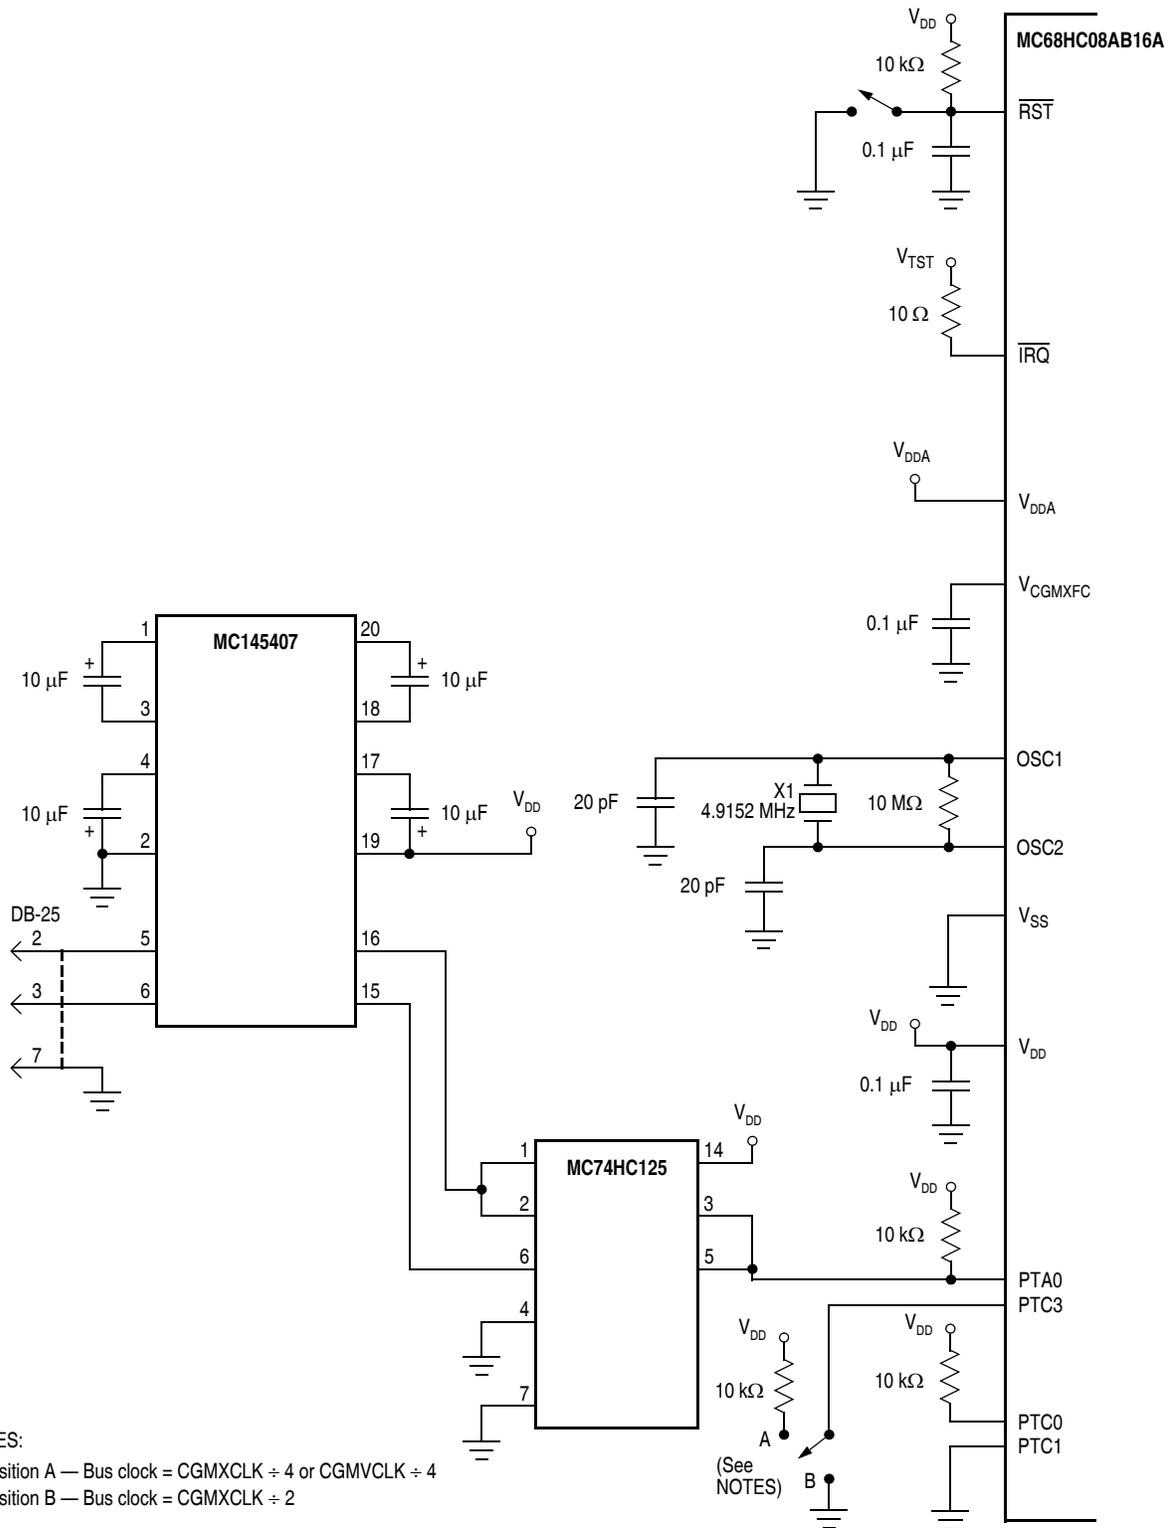 V_DD
MC68HC08AB16A
10 kΩ
RST
0.1 μF
V_TST
10 Ω
IRQ
V_DDA
V_DDA
V_CGMXFC
0.1 μF
MC145407
1
20
+
10 μF
+
10 μF
3
18
4
17
10 μF
+
10 μF
+
V_DD
2
19
OSC1
X1
4.9152 MHz
20 pF
10 MΩ
OSC2
20 pF
DB-25
2
5
16
3
6
15
7
V_SS
V_DD
V_DD
0.1 μF
V_DD
MC74HC125
1
14
2
3
6
5
4
7
V_DD
10 kΩ
PTA0
PTC3
V_DD
10 kΩ
A
(See
NOTES)
B
V_DD
10 kΩ
PTC0
PTC1
ES:
sition A — Bus clock = CGMXCLK ÷ 4 or CGMVCLK ÷ 4
sition B — Bus clock = CGMXCLK ÷ 2